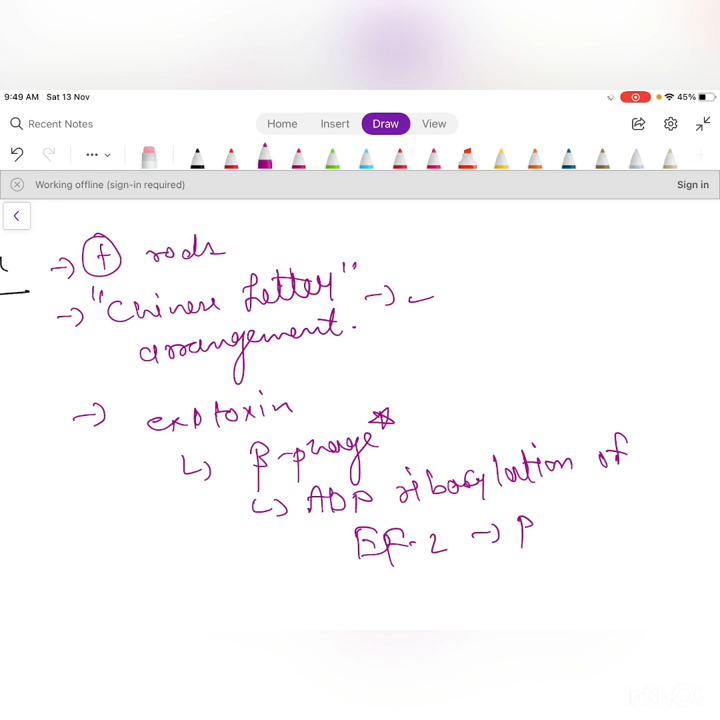 9:49 AM Sat 13 Nov 45%
Recent Notes Home Insert Draw View
Working offline (sign-in required) Sign in
-> + rods
-> "Chinese Letter" ->
arrangement.
-> exotoxin
β-phage
ADP ribosylation of
EF-2 -> P